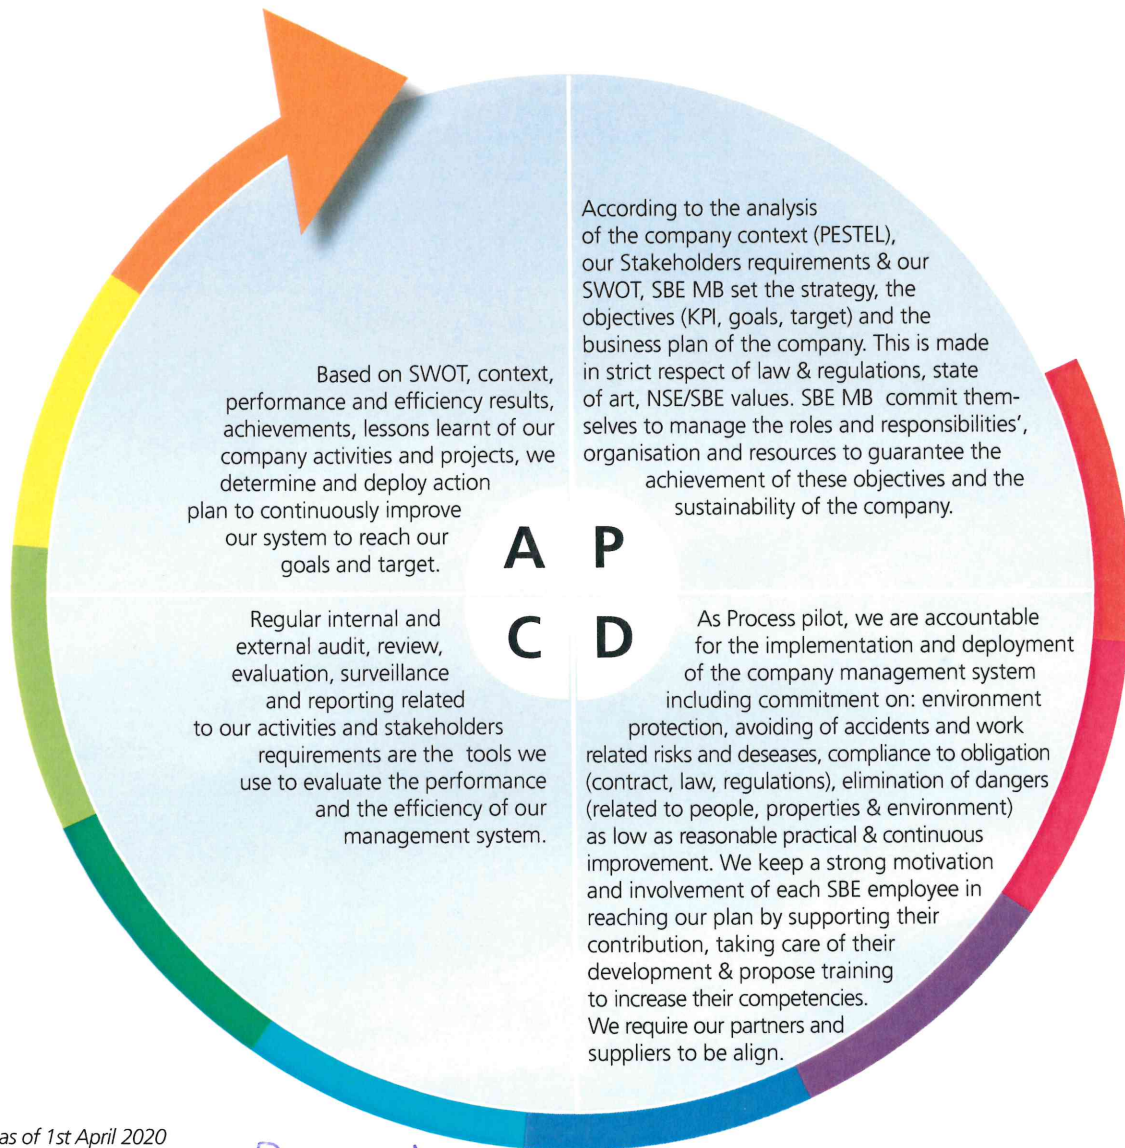 According to the analysis
of the company context (PESTEL),
our Stakeholders requirements & our
SWOT, SBE MB set the strategy, the
objectives (KPI, goals, target) and the
business plan of the company. This is made
in strict respect of law & regulations, state
of art, NSE/SBE values. SBE MB commit them-
selves to manage the roles and responsibilities',
organisation and resources to guarantee the
achievement of these objectives and the
sustainability of the company.
Based on SWOT, context,
performance and efficiency results,
achievements, lessons learnt of our
company activities and projects, we
determine and deploy action
plan to continuously improve
our system to reach our
goals and target.
A P
C D
Regular internal and
external audit, review,
evaluation, surveillance
and reporting related
to our activities and stakeholders
requirements are the tools we
use to evaluate the performance
and the efficiency of our
management system.
As Process pilot, we are accountable
for the implementation and deployment
of the company management system
including commitment on: environment
protection, avoiding of accidents and work
related risks and deseases, compliance to obligation
(contract, law, regulations), elimination of dangers
(related to people, properties & environment)
as low as reasonable practical & continuous
improvement. We keep a strong motivation
and involvement of each SBE employee in
reaching our plan by supporting their
contribution, taking care of their
development & propose training
to increase their competencies.
We require our partners and
suppliers to be align.
as of 1st April 2020